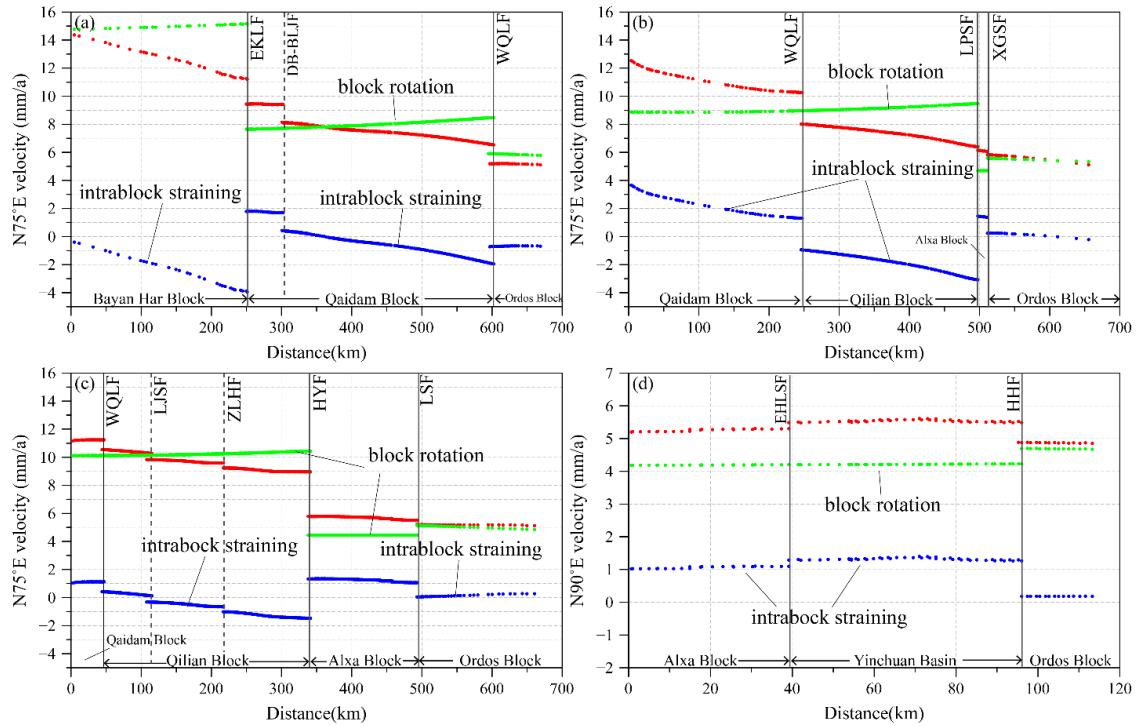 (a)
EKLF
DB-BLJF
WQLF
block rotation
intrablock straining
intrablock straining
Bayan Har Block
Qaidam Block
Ordos Block
16
14
12
10
8
6
4
2
0
−2
−4
0
100
200
300
400
500
600
700
N75°E velocity (mm/a)
Distance(km)
(b)
WQLF
LPSF
XGSF
block rotation
intrablock straining
Alxa Block
Qaidam Block
Qilian Block
Ordos Block
16
14
12
10
8
6
4
2
0
−2
−4
0
100
200
300
400
500
600
700
N75°E velocity (mm/a)
Distance(km)
(c)
WQLF
LJSF
ZLHF
HYF
LSF
block rotation
intrabock straining
intrablock straining
Qaidam Block
Qilian Block
Alxa Block
Ordos Block
16
14
12
10
8
6
4
2
0
−2
−4
0
100
200
300
400
500
600
700
N75°E velocity (mm/a)
Distance(km)
(d)
EHLSF
HHF
block rotation
intrabock straining
Alxa Block
Yinchuan Basin
Ordos Block
7
6
5
4
3
2
1
0
−1
−2
0
20
40
60
80
100
120
N90°E velocity (mm/a)
Distance(km)